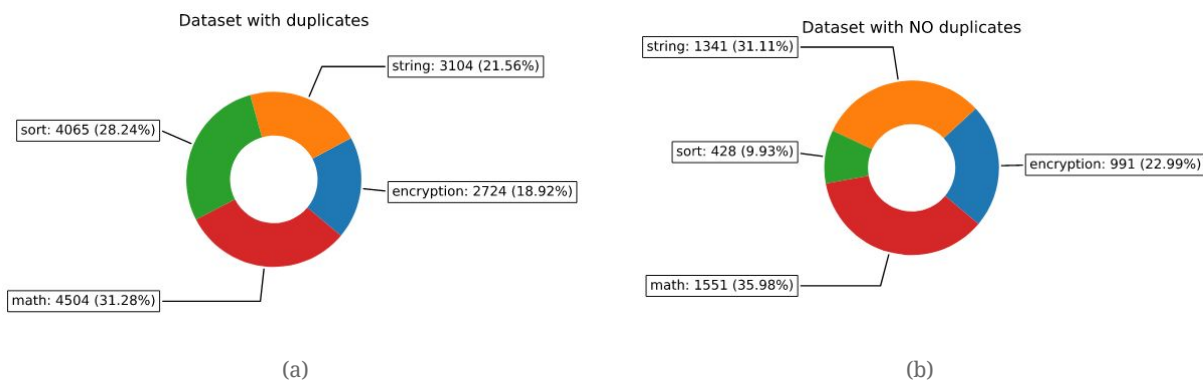 Dataset with duplicates
string: 3104 (21.56%)
sort: 4065 (28.24%)
encryption: 2724 (18.92%)
math: 4504 (31.28%)
(a)
Dataset with NO duplicates
string: 1341 (31.11%)
sort: 428 (9.93%)
encryption: 991 (22.99%)
math: 1551 (35.98%)
(b)